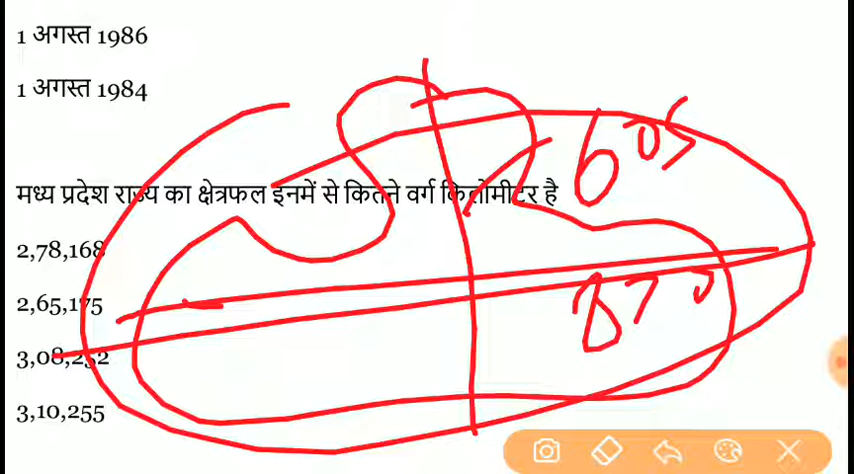 1 अगस्त 1986
1 अगस्त 1984
मध्य प्रदेश राज्य का क्षेत्रफल इनमें से कितने वर्ग किलोमीटर है
605
2,78,168
2,65,175
870
3,08,252
3,10,255